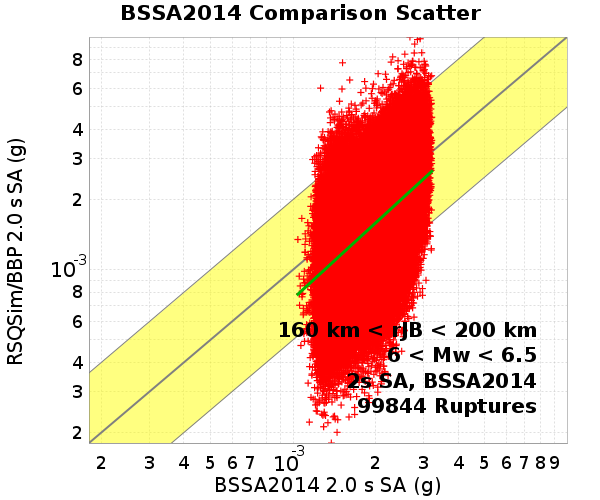 BSSA2014 Comparison Scatter
RSQSim/BBP 2.0 s SA (g)
8
6
4
3
2
10-3
8
6
4
3
2
160 km < rJB < 200 km
6 < Mw < 6.5
2s SA, BSSA2014
99844 Ruptures
2 3 4 5 6 7 10-3 2 3 4 5 6 7 8 9
BSSA2014 2.0 s SA (g)